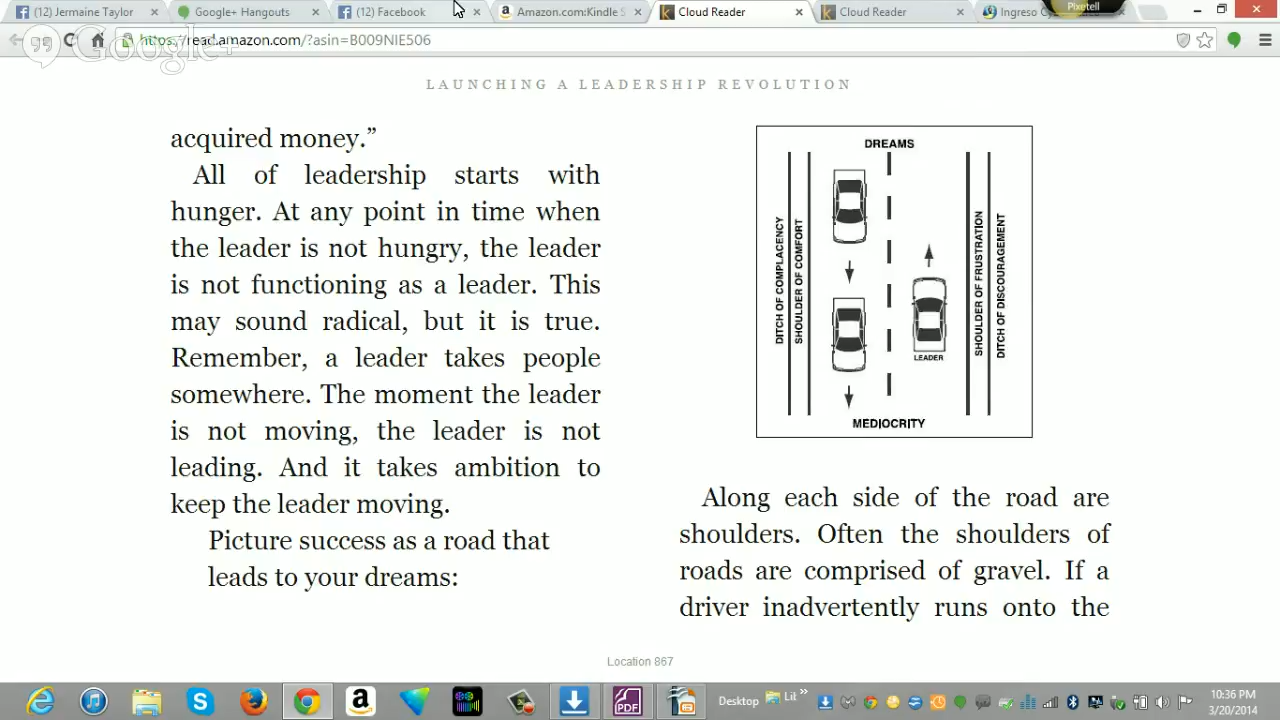 (12) Jermaine Taylor
Google+ Hangouts
(12) Facebook
Amazon.com:Kindle S
Cloud Reader
Cloud Reader
Pixetell
https://read.amazon.com/?asin=B009NIE506
Google+
LAUNCHING A LEADERSHIP REVOLUTION
acquired money.”
All of leadership starts with
hunger. At any point in time when
the leader is not hungry, the leader
is not functioning as a leader. This
may sound radical, but it is true.
Remember, a leader takes people
somewhere. The moment the leader
is not moving, the leader is not
leading. And it takes ambition to
keep the leader moving.
Picture success as a road that
leads to your dreams:
DREAMS
DITCH OF COMPLACENCY
SHOULDER OF COMFORT
LEADER
SHOULDER OF FRUSTRATION
DITCH OF DISCOURAGEMENT
MEDIOCRITY
Along each side of the road are
shoulders. Often the shoulders of
roads are comprised of gravel. If a
driver inadvertently runs onto the
Location 867
PDF
Desktop
Lil
10:36 PM
3/20/2014